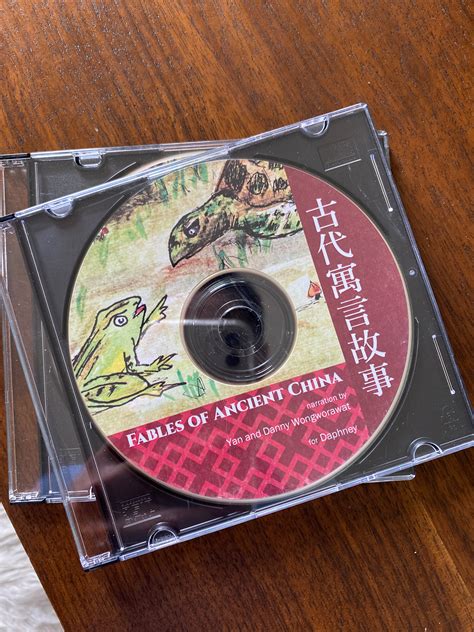 古代寓言故事
FABLES OF ANCIENT CHINA
narration by
Yan and Danny Wongworawat
for Daphney